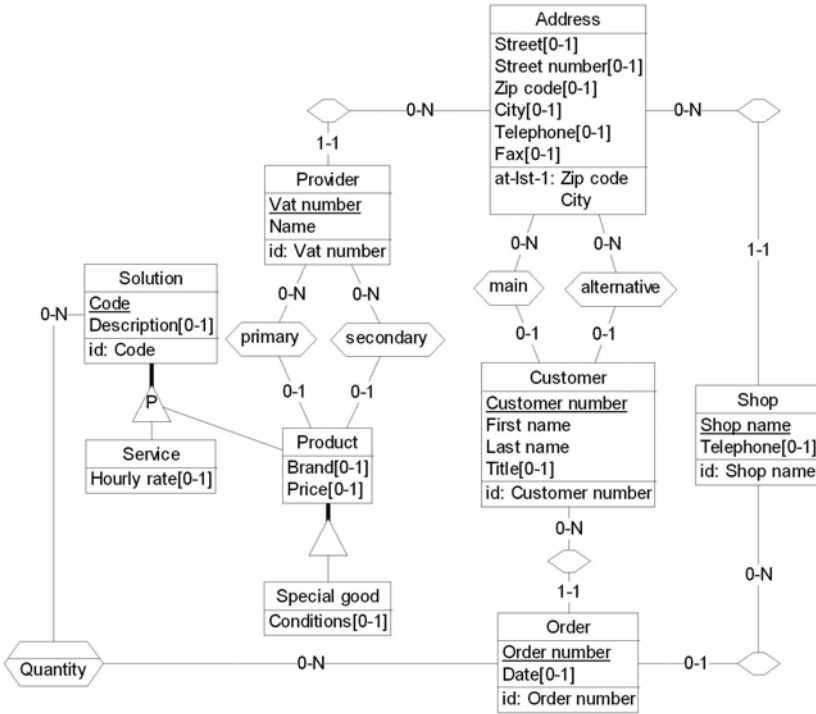 Address
Street[0-1]
Street number[0-1]
Zip code[0-1]
City[0-1]
Telephone[0-1]
Fax[0-1]
at-lst-1: Zip code
City
0-N
0-N
1-1
Provider
Vat number
Name
id: Vat number
0-N
0-N
1-1
main
alternative
0-1
0-1
Solution
Code
Description[0-1]
id: Code
0-N
0-N
0-N
primary
secondary
0-1
0-1
P
Service
Hourly rate[0-1]
Product
Brand[0-1]
Price[0-1]
Customer
Customer number
First name
Last name
Title[0-1]
id: Customer number
Shop
Shop name
Telephone[0-1]
id: Shop name
0-N
1-1
0-N
Special good
Conditions[0-1]
Order
Order number
Date[0-1]
id: Order number
Quantity
0-N
0-1